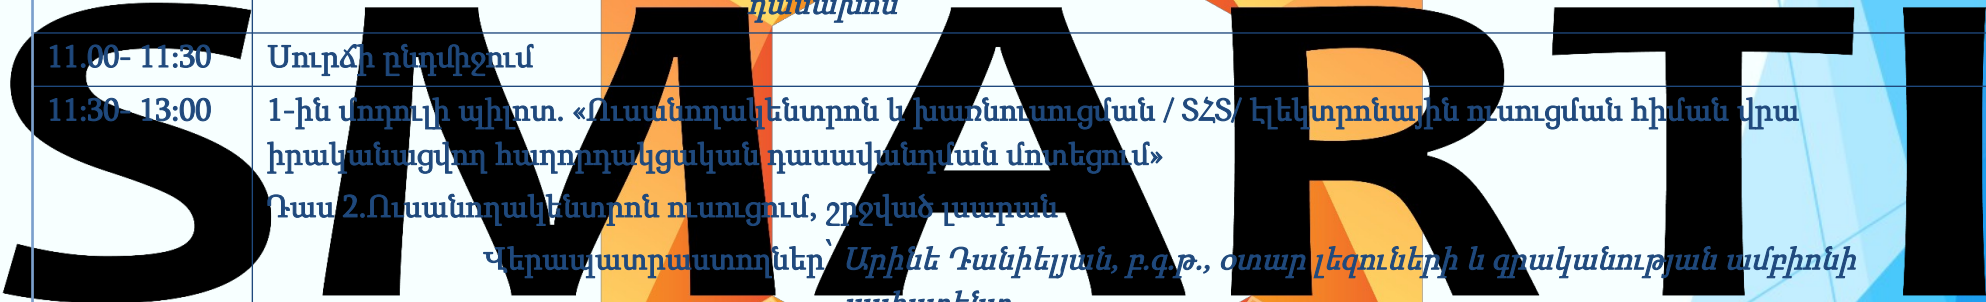 դասախոս
SMARTI
11.00- 11:30 Սուրճի ընդմիջում
11:30- 13:00 1-ին մոդուլի պիլոտ. «Ուսանողակենտրոն և խառնուսուցման / ՏՀՏ/ էլեկտրոնային ուսուցման հիման վրա
իրականացվող հաղորդակցական դասավանդման մոտեցում»
Դաս 2.Ուսանողակենտրոն ուսուցում, շրջված լսարան
Վերապատրաստողներ՝ Արինե Դանիելյան, բ.գ.թ., օտար լեզուների և գրականության ամբիոնի